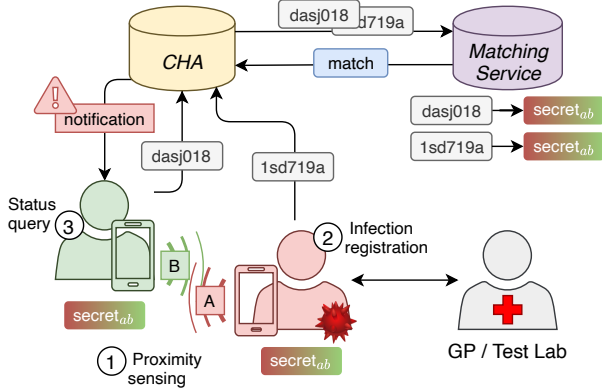 dasj018
sd719a
CHA
match
Matching
Service
!
notification
dasj018
secret_ab
1sd719a
secret_ab
dasj018
1sd719a
Status
query
3
2
Infection
registration
B
A
secret_ab
secret_ab
GP / Test Lab
1
Proximity
sensing